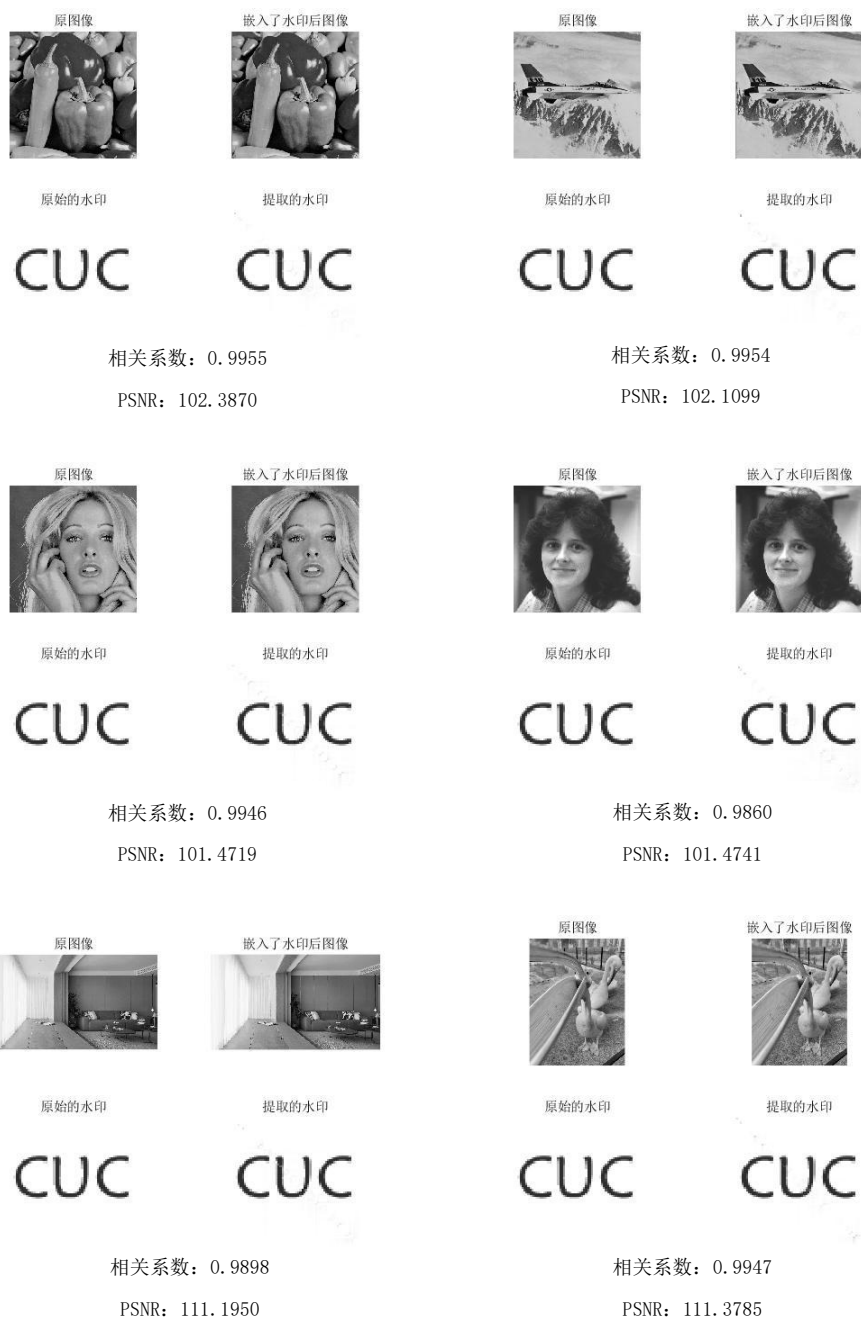 原图像 嵌入了水印后图像
原始的水印 提取的水印
CUC CUC
相关系数：0.9955
PSNR：102.3870
原图像 嵌入了水印后图像
原始的水印 提取的水印
CUC CUC
相关系数：0.9954
PSNR：102.1099
原图像 嵌入了水印后图像
原始的水印 提取的水印
CUC CUC
相关系数：0.9946
PSNR：101.4719
原图像 嵌入了水印后图像
原始的水印 提取的水印
CUC CUC
相关系数：0.9860
PSNR：101.4741
原图像 嵌入了水印后图像
原始的水印 提取的水印
CUC CUC
相关系数：0.9898
PSNR：111.1950
原图像 嵌入了水印后图像
原始的水印 提取的水印
CUC CUC
相关系数：0.9947
PSNR：111.3785